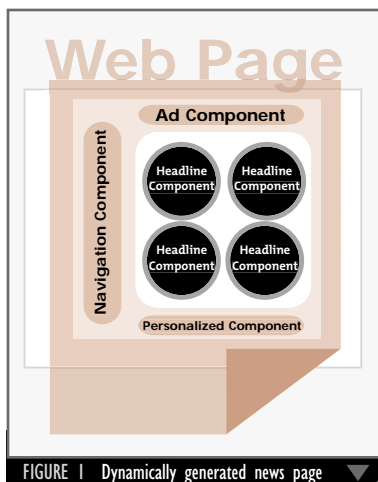 Web Page
Ad Component
Navigation Component
Headline
Component
Headline
Component
Headline
Component
Headline
Component
Personalized Component
FIGURE 1 Dynamically generated news page